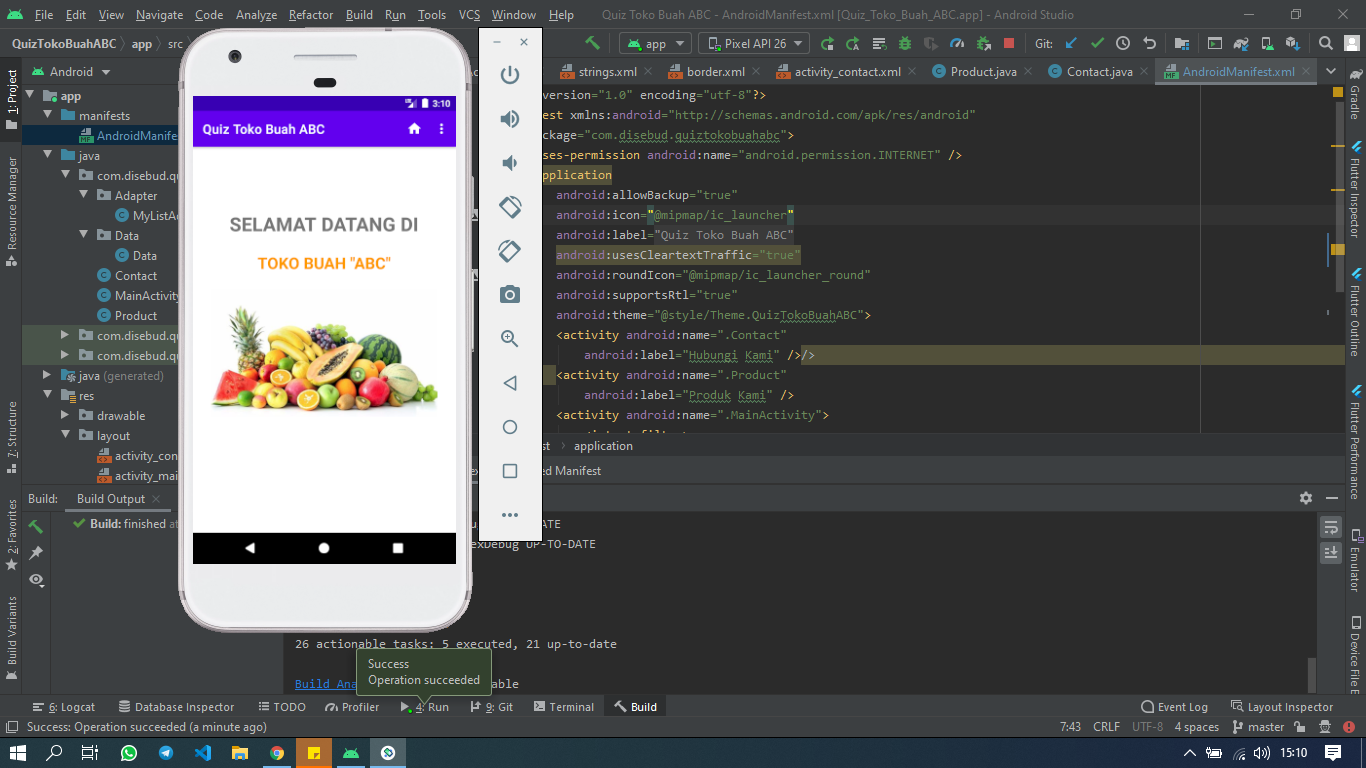 File Edit View Navigate Code Analyze Refactor Build Run Tools VCS Window Help Quiz Toko Buah ABC - AndroidManifest.xml [Quiz_Toko_Buah_ABC.app] - Android Studio
QuizTokoBuahABC app src app Pixel API 26 Git:
Android strings.xml border.xml activity_contact.xml Product.java Contact.java AndroidManifest.xml
app
manifests
AndroidManife
java
com.disebud.qu
Adapter
MyListAd
Data
Data
Contact
MainActivity
Product
com.disebud.qu
com.disebud.qu
java (generated)
res
drawable
layout
activity_con
activity_mai
1: Project
Resource Manager
7: Structure
2: Favorites
Build Variants
3:10
Quiz Toko Buah ABC
SELAMAT DATANG DI
TOKO BUAH "ABC"
version="1.0" encoding="utf-8"?>
est xmlns:android="http://schemas.android.com/apk/res/android"
ckage="com.disebud.quiztokobuahabc">
ses-permission android:name="android.permission.INTERNET" />
pplication
android:allowBackup="true"
android:icon="@mipmap/ic_launcher"
android:label="Quiz Toko Buah ABC"
android:usesCleartextTraffic="true"
android:roundIcon="@mipmap/ic_launcher_round"
android:supportsRtl="true"
android:theme="@style/Theme.QuizTokoBuahABC">
<activity android:name=".Contact"
android:label="Hubungi Kami" />/>
<activity android:name=".Product"
android:label="Produk Kami" />
<activity android:name=".MainActivity">
st application
d Manifest
Gradle
Flutter Inspector
Flutter Outline
Flutter Performance
Emulator
Device File E
Build: Build Output
Build: finished at
ATE
exDebug UP-TO-DATE
26 actionable tasks: 5 executed, 21 up-to-date
Build Ana
able
Success
Operation succeeded
6: Logcat Database Inspector TODO Profiler 4: Run 9: Git Terminal Build Event Log Layout Inspector
Success: Operation succeeded (a minute ago) 7:43 CRLF UTF-8 4 spaces master
15:10